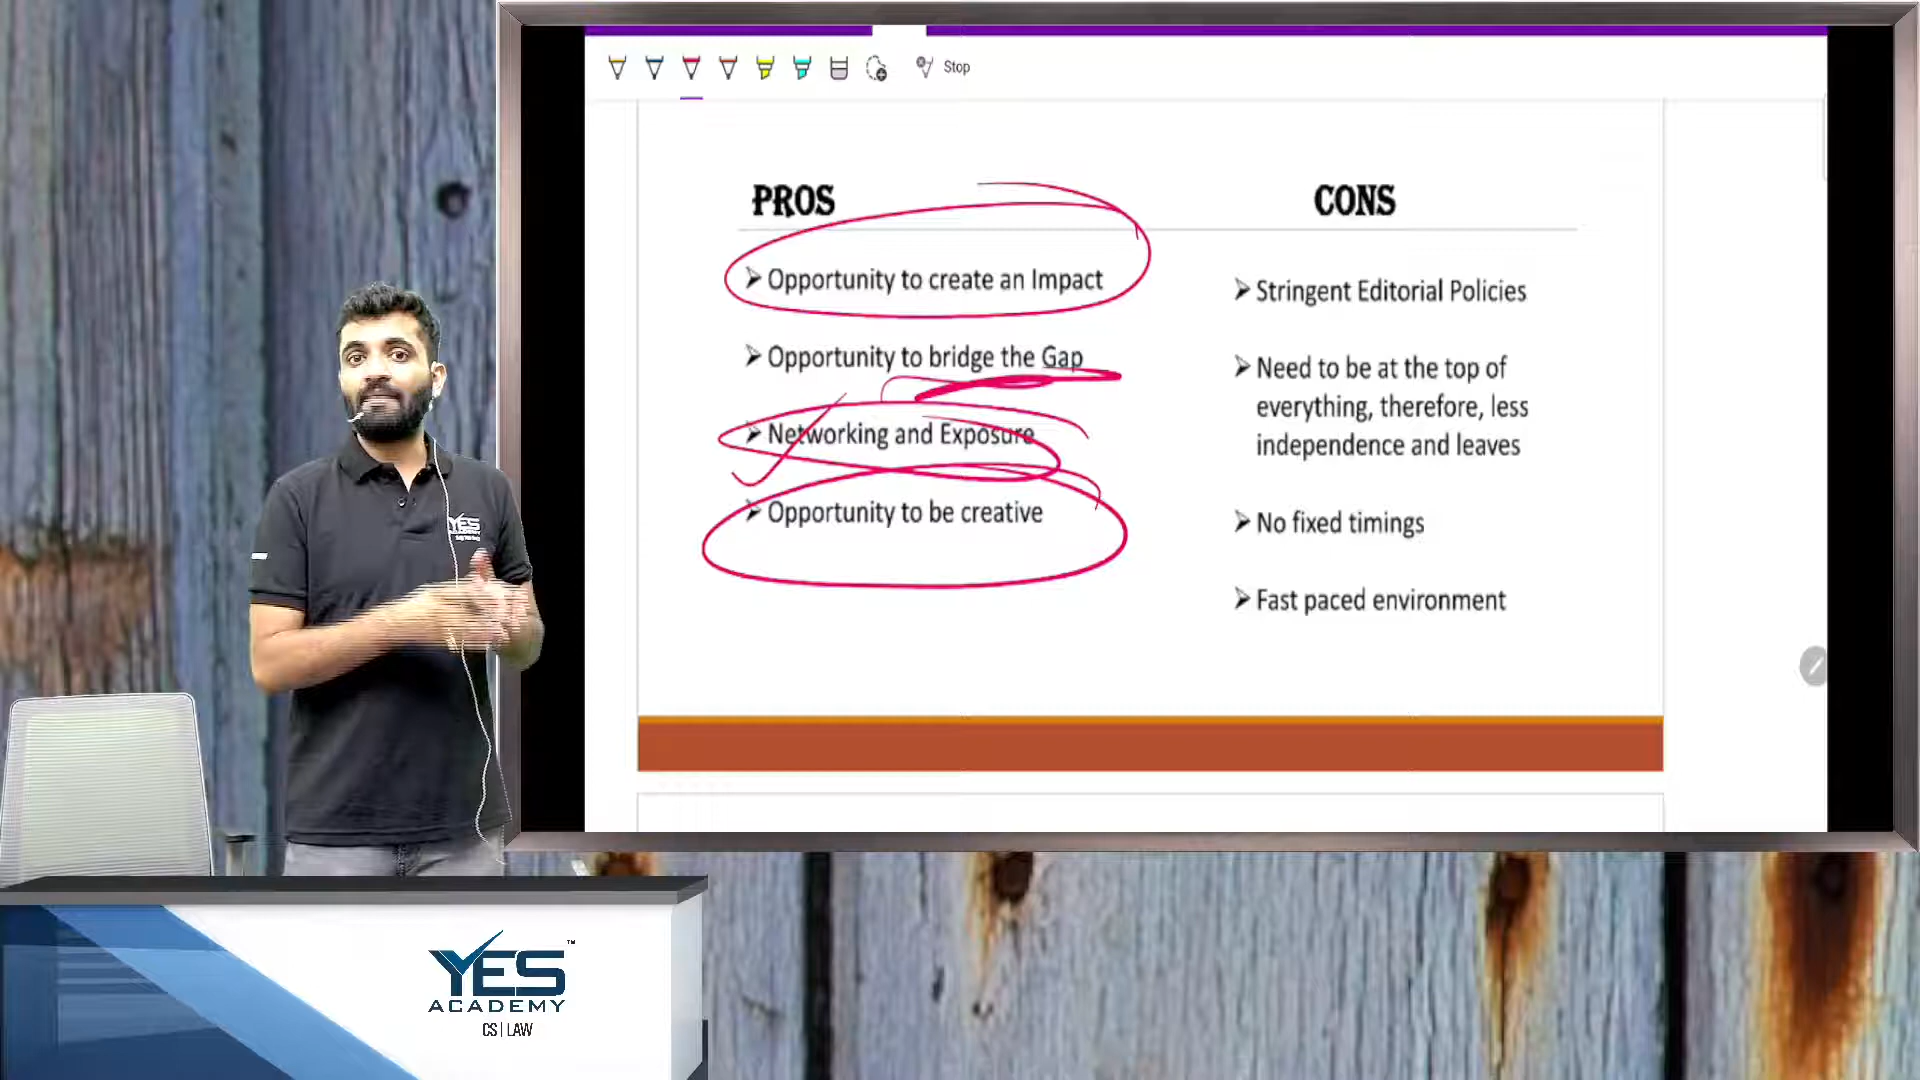 Stop
PROS
CONS
Opportunity to create an Impact
Opportunity to bridge the Gap
Networking and Exposure
Opportunity to be creative
Stringent Editorial Policies
Need to be at the top of
everything, therefore, less
independence and leaves
No fixed timings
Fast paced environment
YES
ACADEMY
YES
ACADEMY
CS | LAW